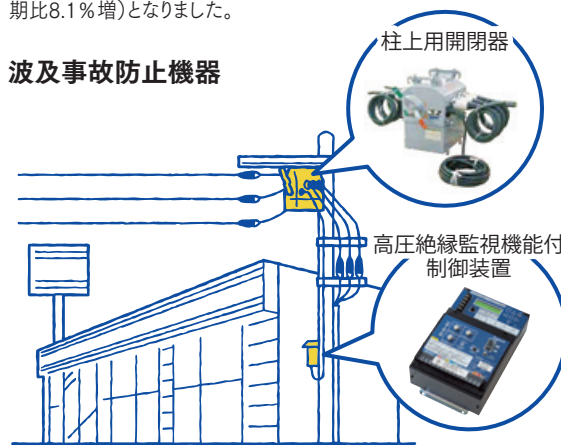 期比8.1％増)となりました。
波及事故防止機器
柱上用開閉器
高圧絶縁監視機能付
制御装置